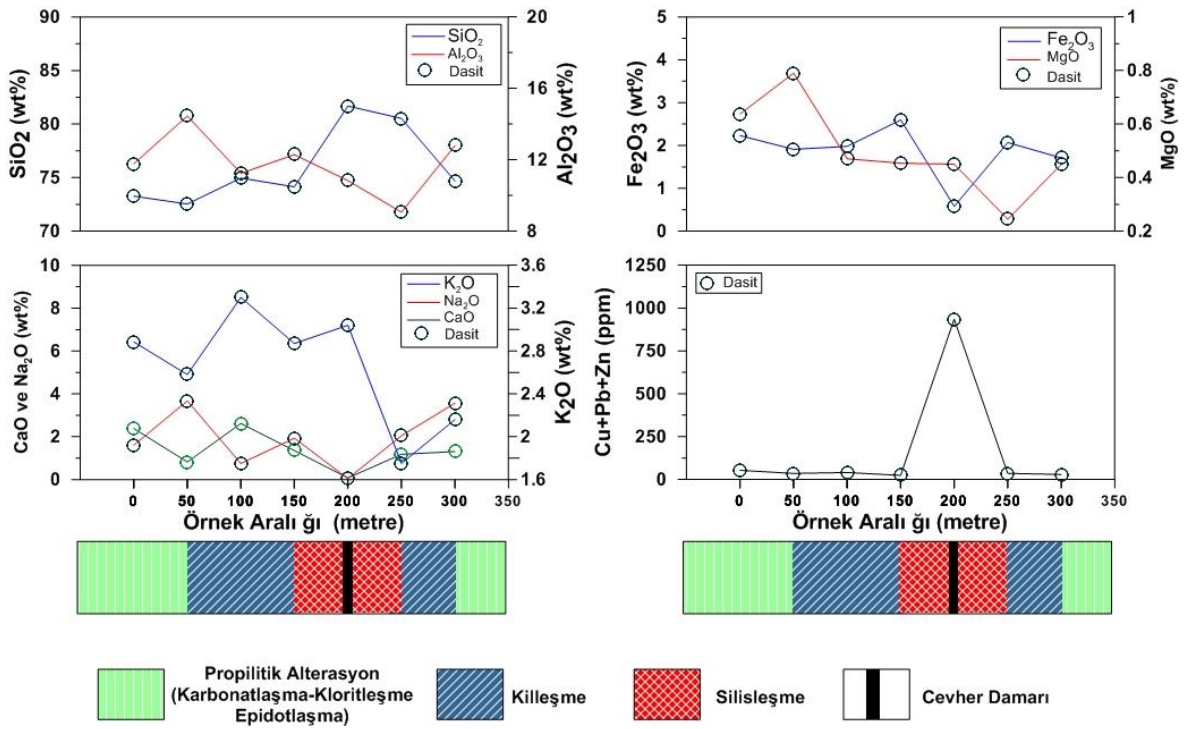 90
85
80
75
70
SiO2 (wt%)
20
16
12
8
Al2O3 (wt%)
SiO2
Al2O3
Dasit
5
4
3
2
1
0
Fe2O3 (wt%)
1
0.8
0.6
0.4
0.2
MgO (wt%)
Fe2O3
MgO
Dasit
10
8
6
4
2
0
CaO ve Na2O (wt%)
3.6
3.2
2.8
2.4
2
1.6
K2O (wt%)
K2O
Na2O
CaO
Dasit
0 50 100 150 200 250 300 350
Örnek Aralı ğı (metre)
1250
1000
750
500
250
0
Cu+Pb+Zn (ppm)
Dasit
0 50 100 150 200 250 300 350
Örnek Aralı ğı (metre)
Propilitik Alterasyon
(Karbonatlaşma-Kloritleşme
Epidotlaşma)
Killeşme
Silisleşme
Cevher Damarı